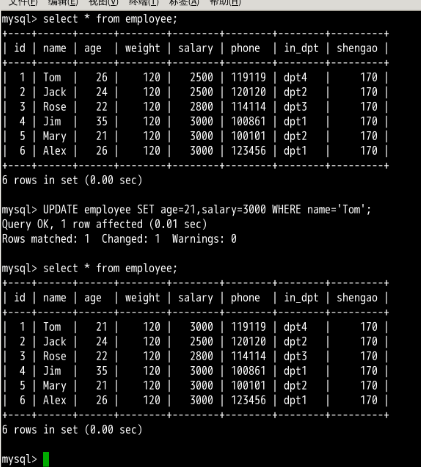 文件(F) 编辑(E) 视图(V) 终端(T) 标签(A) 帮助(H)
mysql> select * from employee;
+----+------+------+--------+--------+--------+--------+---------+
| id | name | age | weight | salary | phone | in_dpt | shengao |
+----+------+------+--------+--------+--------+--------+---------+
| 1 | Tom | 26 | 120 | 2500 | 119119 | dpt4 | 170 |
| 2 | Jack | 24 | 120 | 2500 | 120120 | dpt2 | 170 |
| 3 | Rose | 22 | 120 | 2800 | 114114 | dpt3 | 170 |
| 4 | Jim | 35 | 120 | 3000 | 100861 | dpt1 | 170 |
| 5 | Mary | 21 | 120 | 3000 | 100101 | dpt2 | 170 |
| 6 | Alex | 26 | 120 | 3000 | 123456 | dpt1 | 170 |
+----+------+------+--------+--------+--------+--------+---------+
6 rows in set (0.00 sec)
mysql> UPDATE employee SET age=21,salary=3000 WHERE name='Tom';
Query OK, 1 row affected (0.01 sec)
Rows matched: 1 Changed: 1 Warnings: 0
mysql> select * from employee;
+----+------+------+--------+--------+--------+--------+---------+
| id | name | age | weight | salary | phone | in_dpt | shengao |
+----+------+------+--------+--------+--------+--------+---------+
| 1 | Tom | 21 | 120 | 3000 | 119119 | dpt4 | 170 |
| 2 | Jack | 24 | 120 | 2500 | 120120 | dpt2 | 170 |
| 3 | Rose | 22 | 120 | 2800 | 114114 | dpt3 | 170 |
| 4 | Jim | 35 | 120 | 3000 | 100861 | dpt1 | 170 |
| 5 | Mary | 21 | 120 | 3000 | 100101 | dpt2 | 170 |
| 6 | Alex | 26 | 120 | 3000 | 123456 | dpt1 | 170 |
+----+------+------+--------+--------+--------+--------+---------+
6 rows in set (0.00 sec)
mysql>